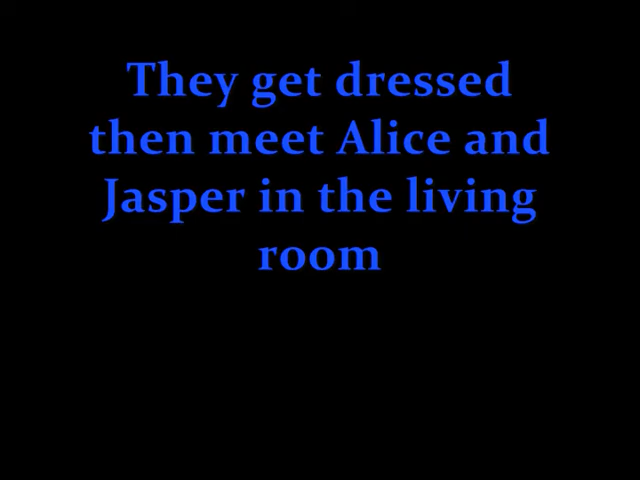 They get dressed
then meet Alice and
Jasper in the living
room